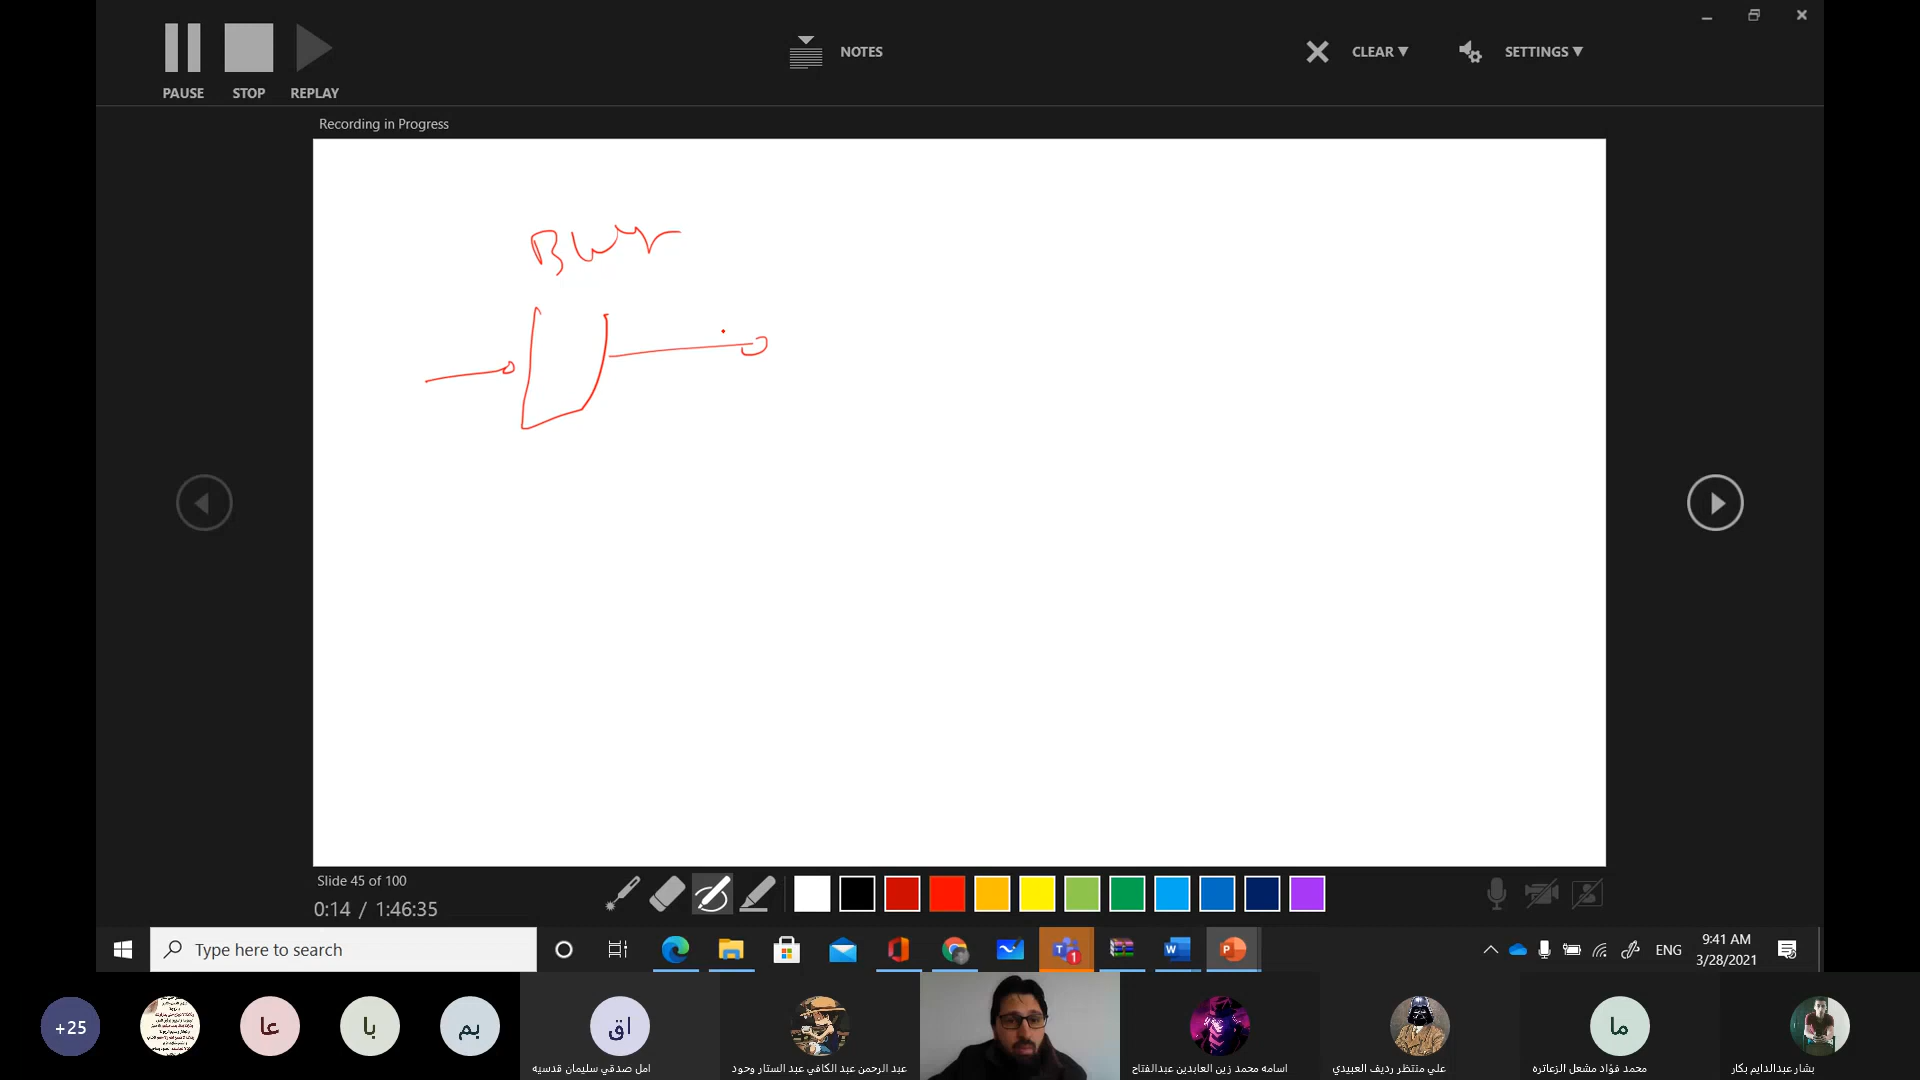 PAUSE
STOP
REPLAY
NOTES
CLEAR ▼
SETTINGS ▼
Recording in Progress
Slide 45 of 100
0:14 / 1:46:35
Type here to search
1
ENG
9:41 AM
3/28/2021
+25
عا
با
بم
اق
ما
امل صدقي سليمان قدسيه
عبد الرحمن عبد الكافي عبد الستار وحود
اسامه محمد زين العابدين عبدالفتاح
علي منتظر رديف العبيدي
محمد فؤاد مشعل الزعاتره
بشار عبدالدايم بكار